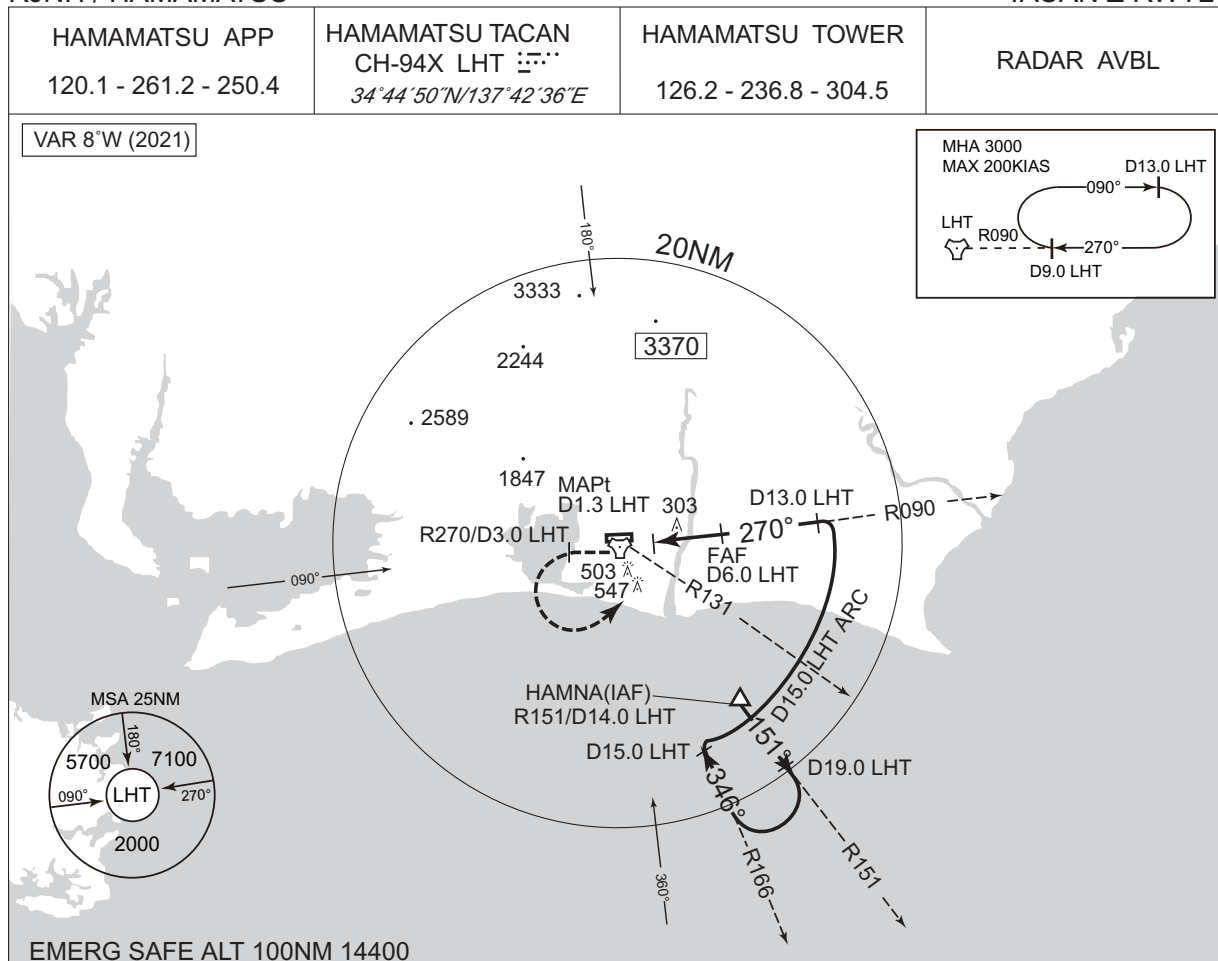 HAMAMATSU APP
120.1 - 261.2 - 250.4
HAMAMATSU TACAN
CH-94X LHT
34°44´50˝N/137°42´36˝E
HAMAMATSU TOWER
126.2 - 236.8 - 304.5
RADAR AVBL
VAR 8°W (2021)
MHA 3000
MAX 200KIAS
D13.0 LHT
090°
LHT
R090
270°
D9.0 LHT
180°
20NM
3333
3370
2244
2589
1847
MAPt
D1.3 LHT
303
D13.0 LHT
R090
R270/D3.0 LHT
270°
FAF
D6.0 LHT
503
547
R131
090°
D15.0 LHT ARC
HAMNA(IAF)
R151/D14.0 LHT
151°
D15.0 LHT
D19.0 LHT
346°
R166
R151
360°
MSA 25NM
180°
5700
7100
090°
LHT
270°
2000
EMERG SAFE ALT 100NM 14400